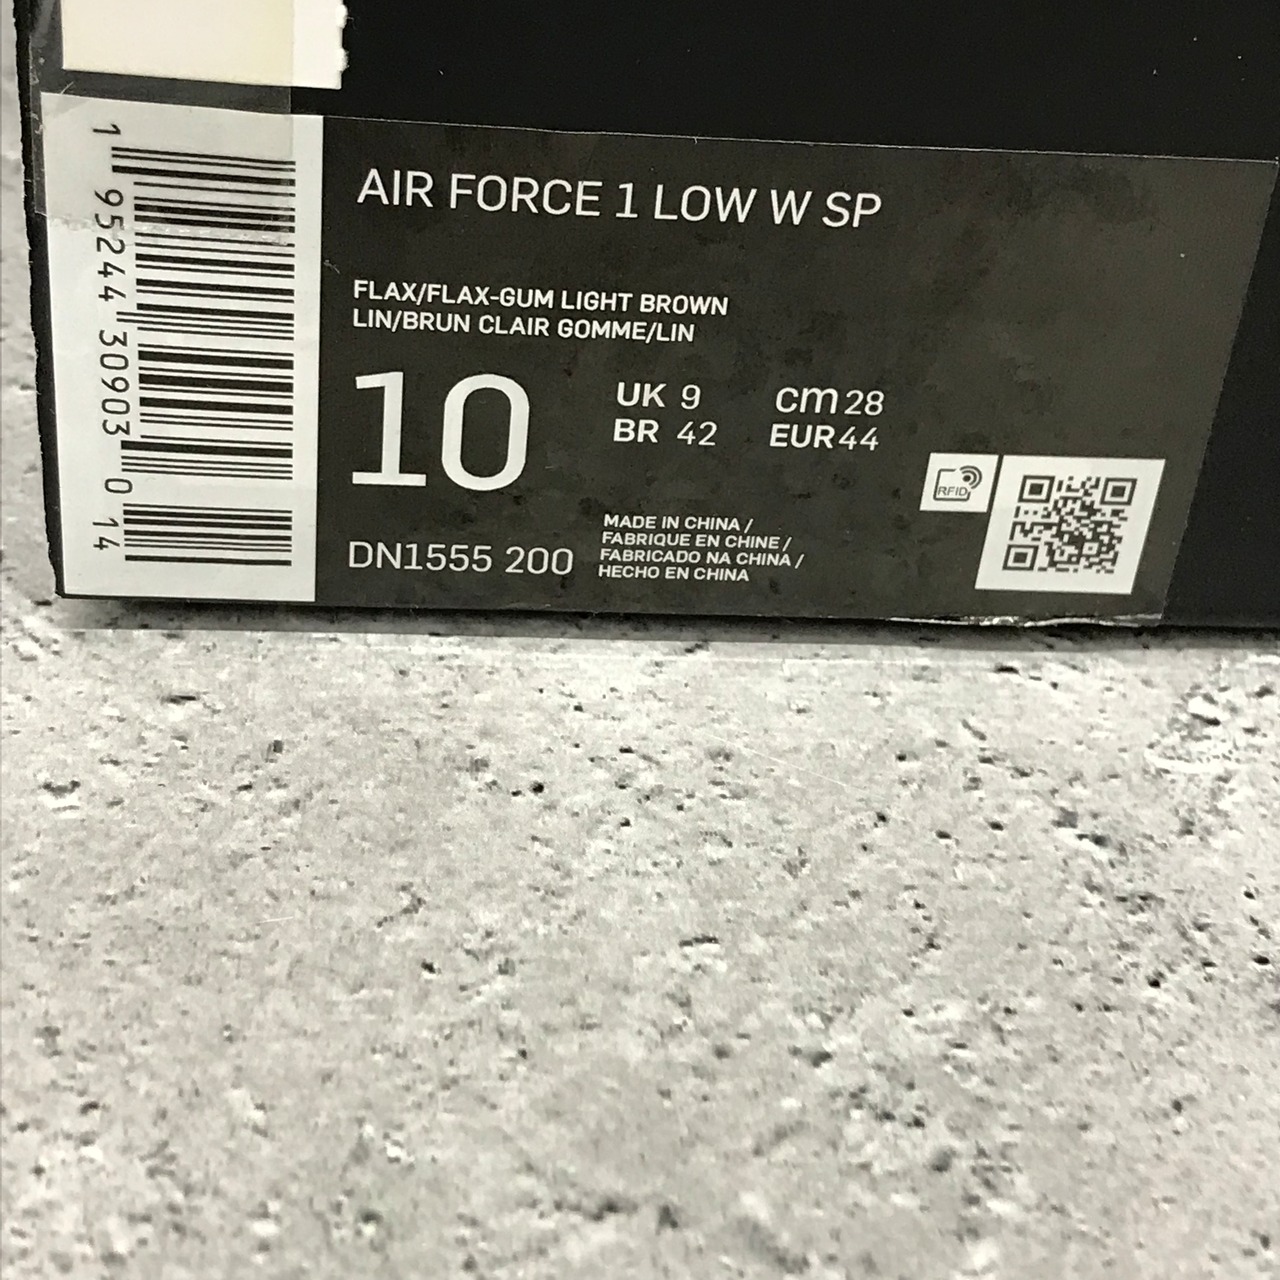 AIR FORCE 1 LOW W SP
FLAX/FLAX-GUM LIGHT BROWN
LIN/BRUN CLAIR GOMME/LIN
10
UK 9 cm 28
BR 42 EUR 44
DN1555 200
MADE IN CHINA /
FABRIQUE EN CHINE /
FABRICADO NA CHINA /
HECHO EN CHINA
RFID
1 95244 30903 0 14